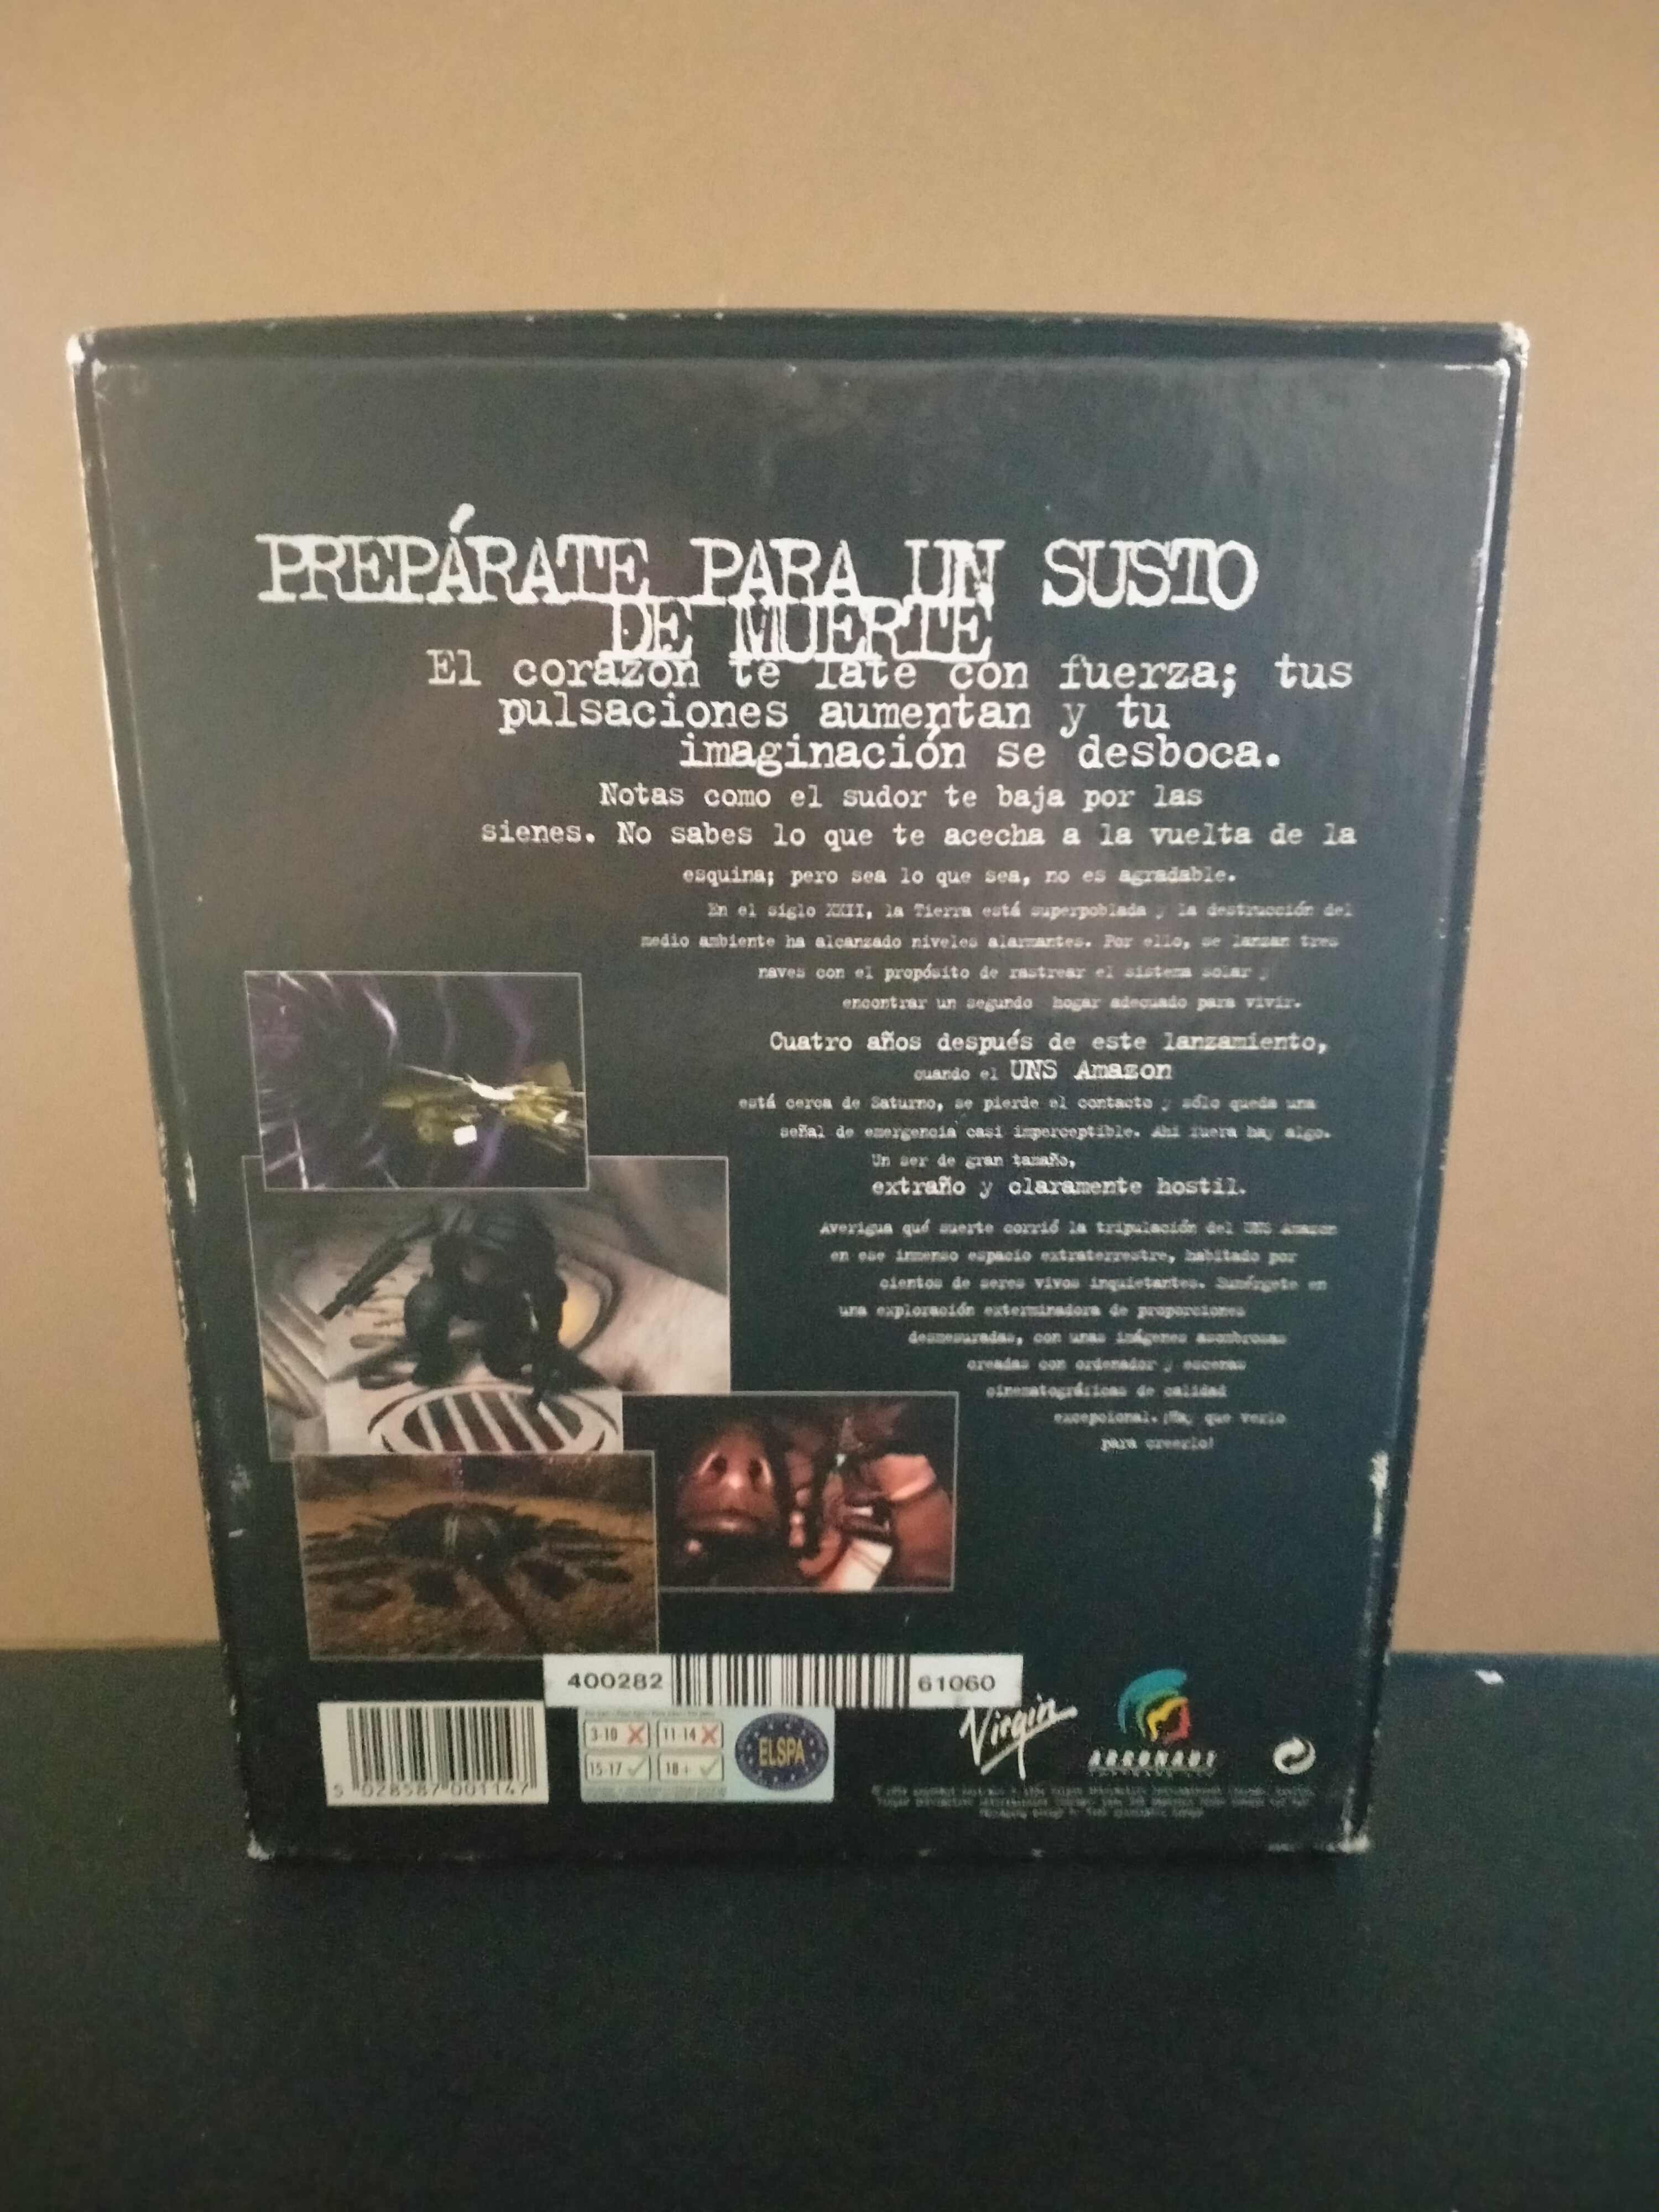 PREPÁRATE PARA UN SUSTO
DE MUERTE
El corazón te late con fuerza; tus
pulsaciones aumentan y tu
imaginación se desboca.
Notas como el sudor te baja por las
sienes. No sabes lo que te acecha a la vuelta de la
esquina; pero sea lo que sea, no es agradable.
En el siglo XXII, la Tierra está superpoblada y la destrucción del
medio ambiente ha alcanzado niveles alarmantes. Por ello, se lanzan tres
naves con el propósito de rastrear el sistema solar y
encontrar un segundo hogar adecuado para vivir.
Cuatro años después de este lanzamiento,
cuando el UNS Amazon
está cerca de Saturno, se pierde el contacto y sólo queda una
señal de emergencia casi imperceptible. Ahí fuera hay algo.
Un ser de gran tamaño,
extraño y claramente hostil.
Averigua qué suerte corrió la tripulación del UNS Amazon
en ese inmenso espacio extraterrestre, habitado por
cientos de seres vivos inquietantes. Sumérgete en
una exploración exterminadora de proporciones
desmesuradas, con unas imágenes asombrosas
creadas con ordenador y escenas
cinematográficas de calidad
excepcional. ¡Hay que verlo
para creerlo!
400282 61060
3-10 11-14
15-17 18+
ELSPA
Virgin
ARGONAUT
5 028587 001147